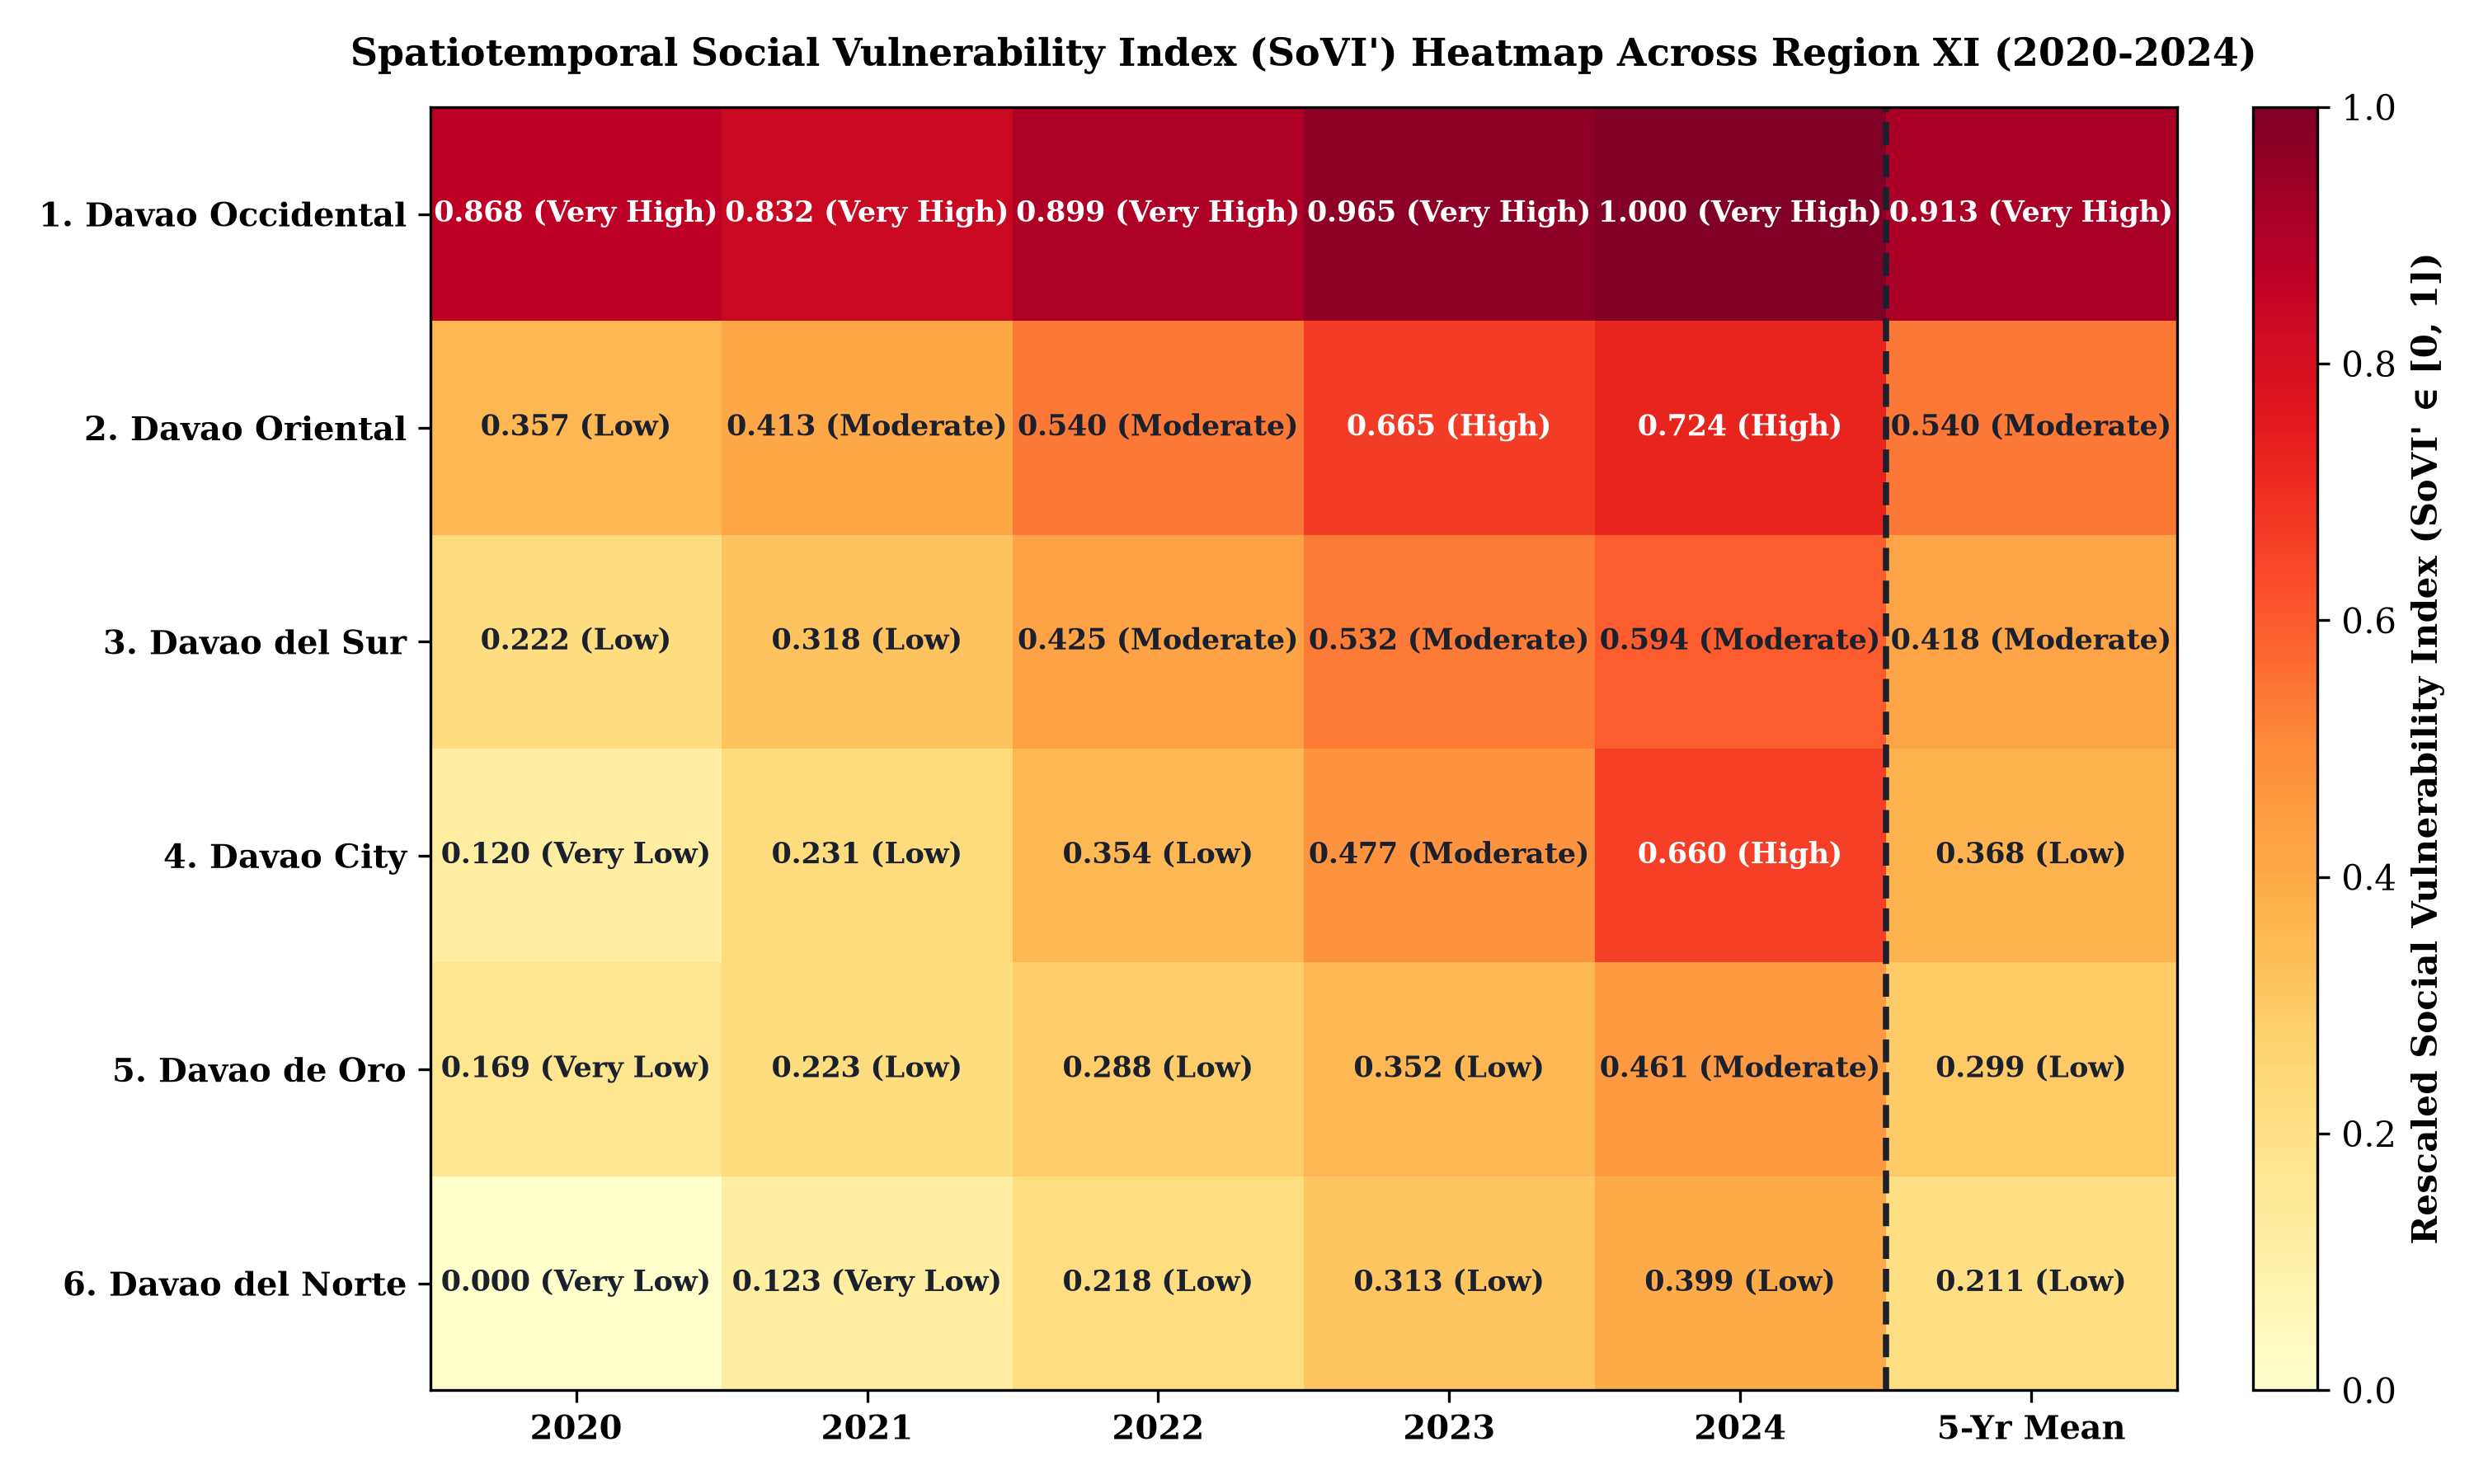 Spatiotemporal Social Vulnerability Index (SoVI') Heatmap Across Region XI (2020-2024)
1. Davao Occidental 0.868 (Very High) 0.832 (Very High) 0.899 (Very High) 0.965 (Very High) 1.000 (Very High) 0.913 (Very High)
2. Davao Oriental 0.357 (Low) 0.413 (Moderate) 0.540 (Moderate) 0.665 (High) 0.724 (High) 0.540 (Moderate)
3. Davao del Sur 0.222 (Low) 0.318 (Low) 0.425 (Moderate) 0.532 (Moderate) 0.594 (Moderate) 0.418 (Moderate)
4. Davao City 0.120 (Very Low) 0.231 (Low) 0.354 (Low) 0.477 (Moderate) 0.660 (High) 0.368 (Low)
5. Davao de Oro 0.169 (Very Low) 0.223 (Low) 0.288 (Low) 0.352 (Low) 0.461 (Moderate) 0.299 (Low)
6. Davao del Norte 0.000 (Very Low) 0.123 (Very Low) 0.218 (Low) 0.313 (Low) 0.399 (Low) 0.211 (Low)
2020 2021 2022 2023 2024 5-Yr Mean
1.0
0.8
0.6
0.4
0.2
0.0
Rescaled Social Vulnerability Index (SoVI' ∈ [0, 1])